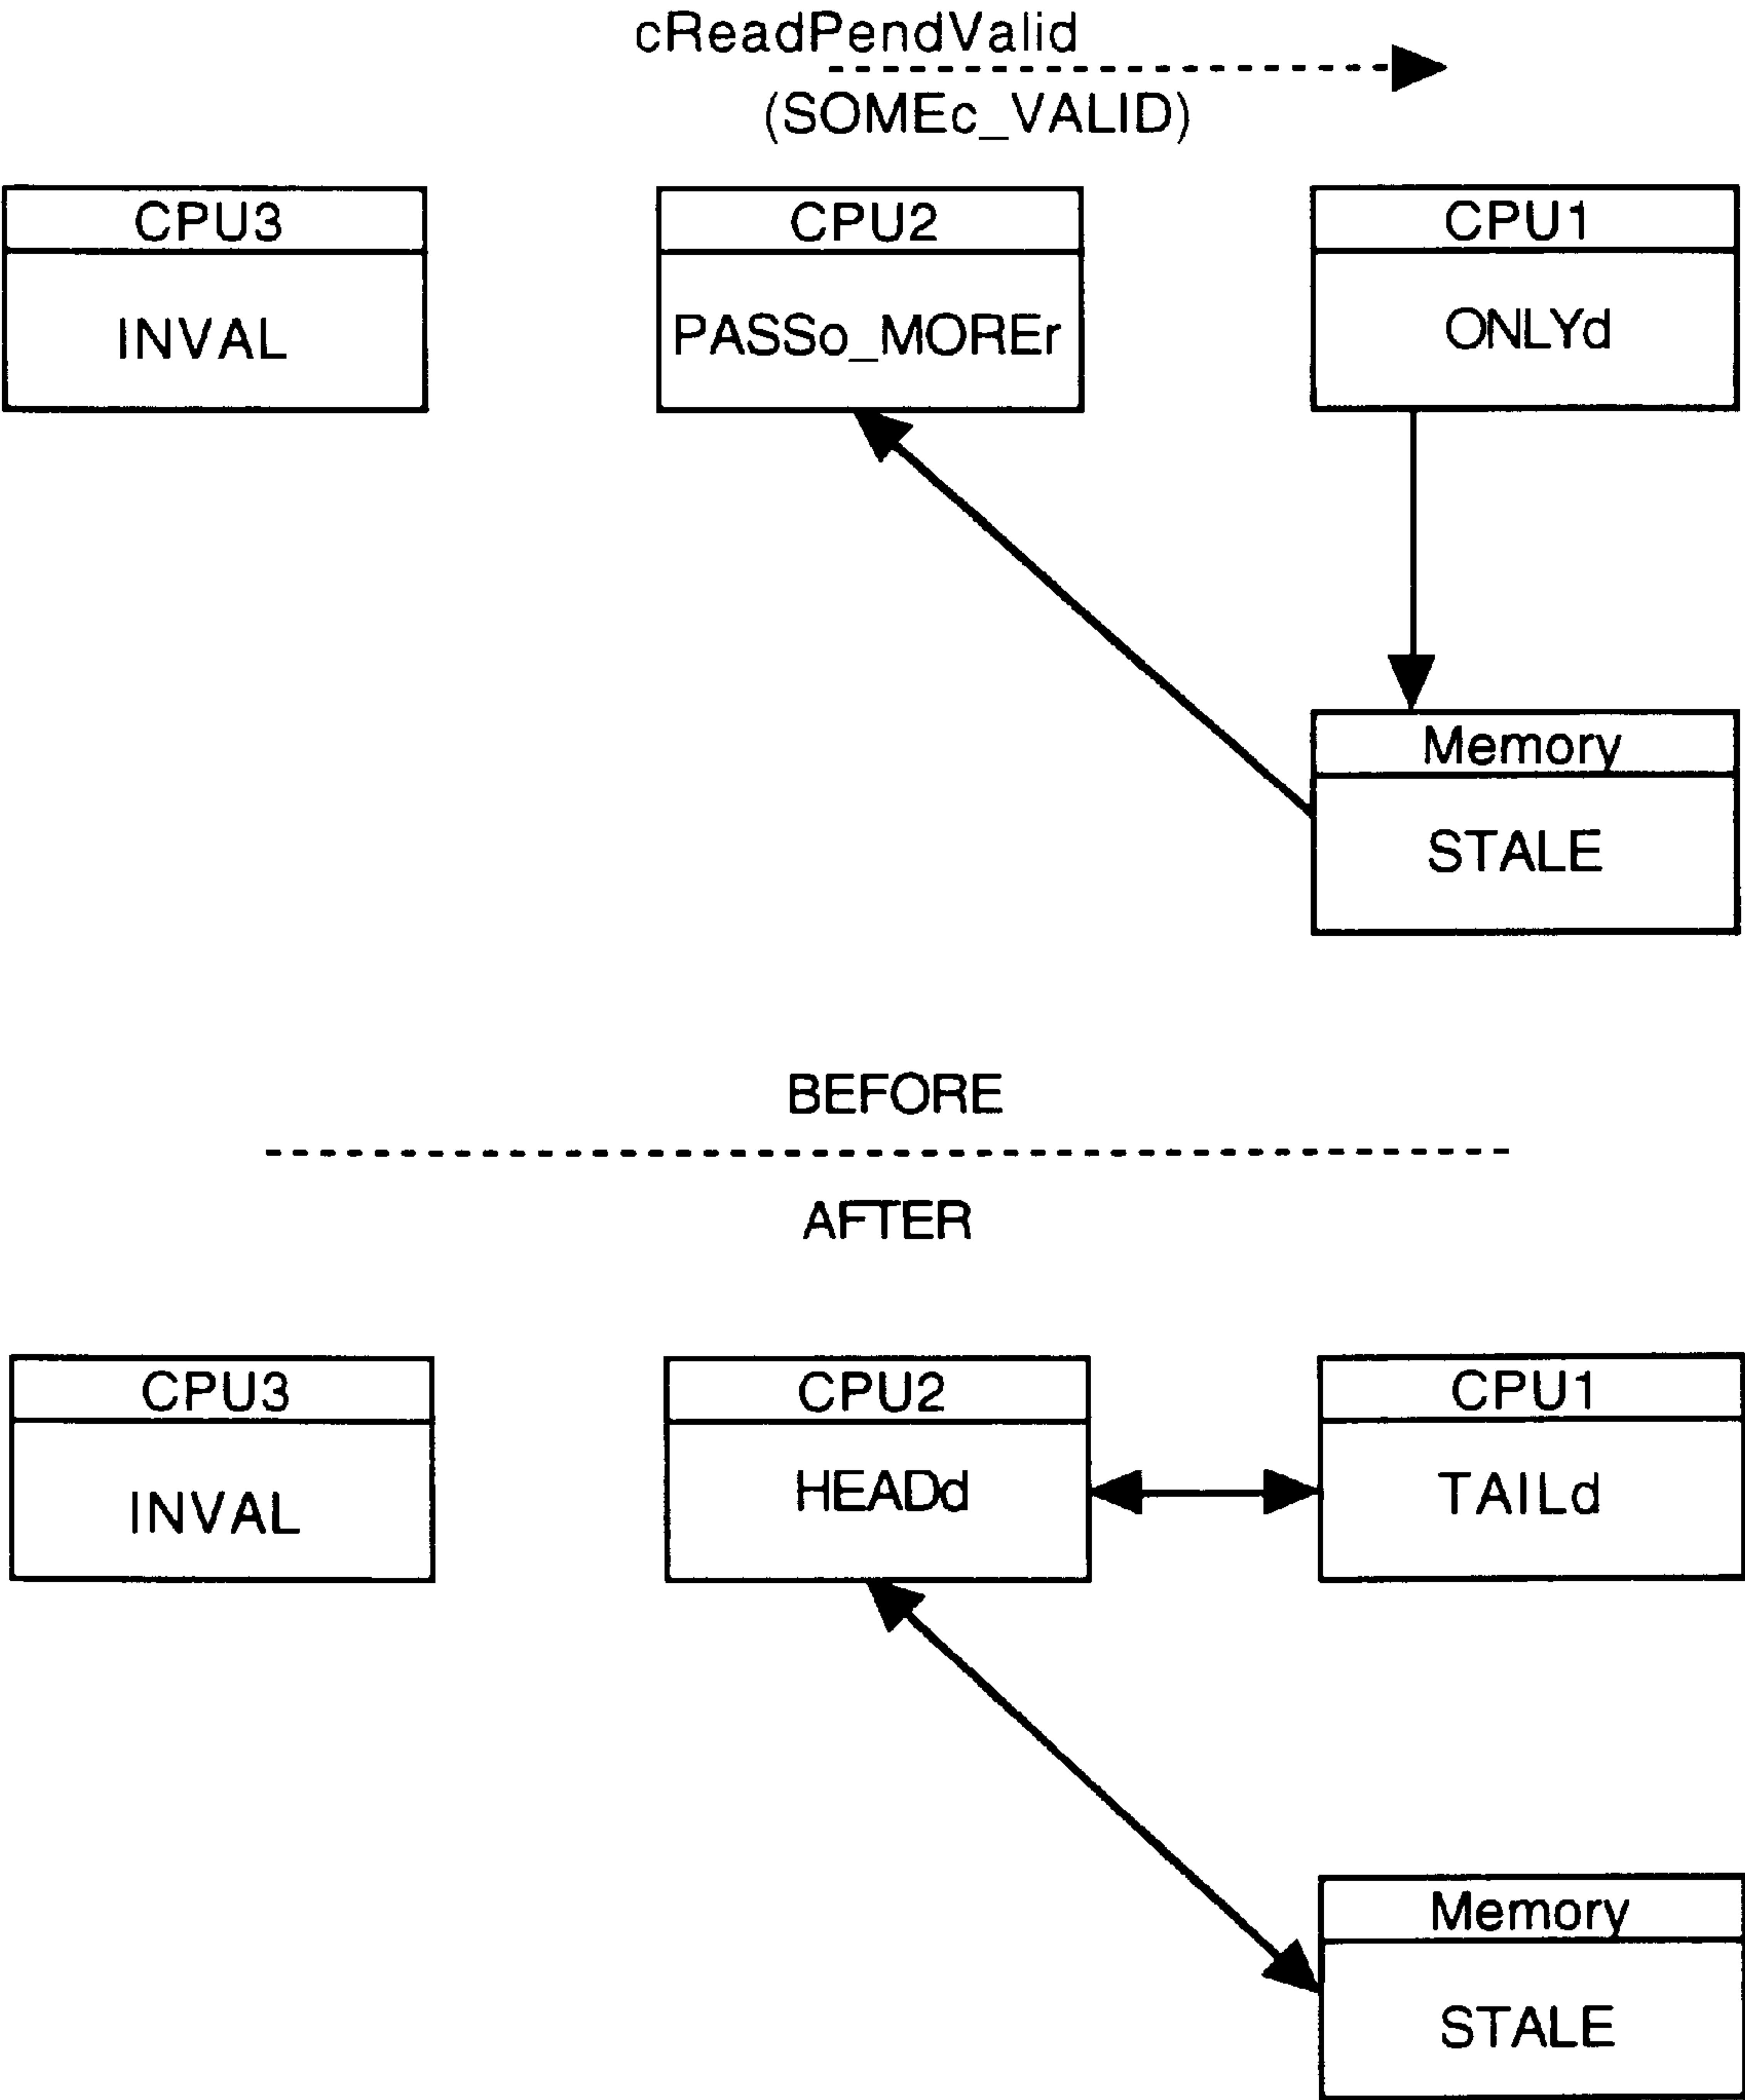 cReadPendValid
(SOMEc_VALID)
CPU3
CPU2
CPU1
INVAL
PASSo_MOREr
ONLYd
Memory
STALE
BEFORE
AFTER
CPU3
CPU2
CPU1
INVAL
HEADd
TAILd
Memory
STALE